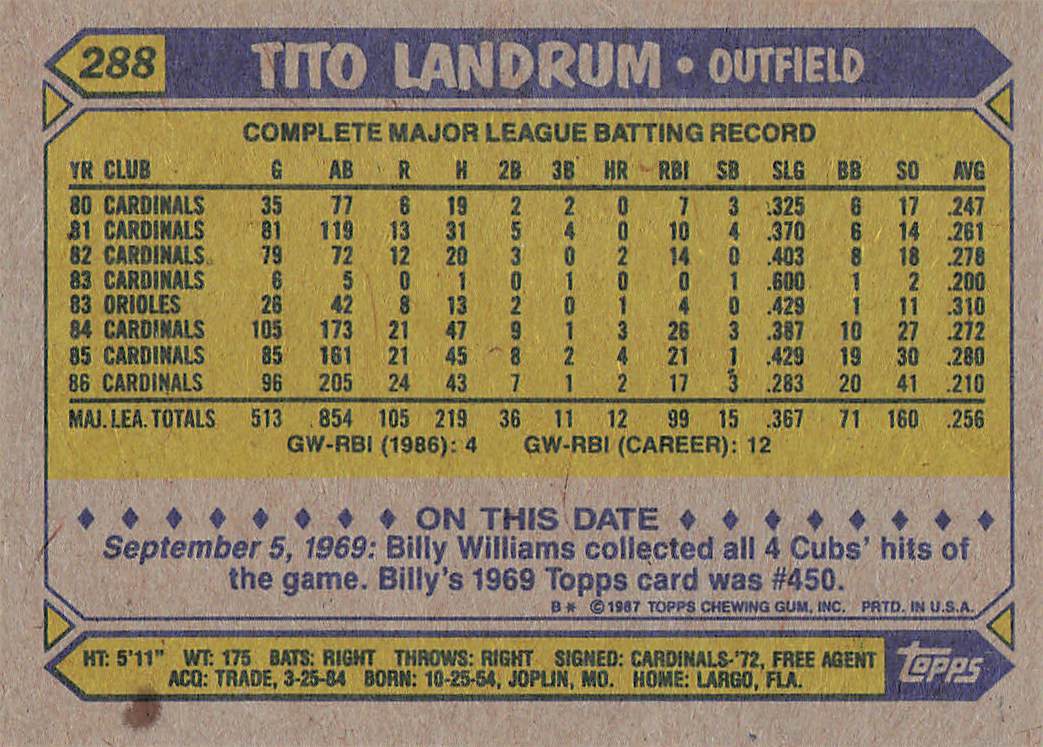 288 TITO LANDRUM • OUTFIELD
COMPLETE MAJOR LEAGUE BATTING RECORD
YR CLUB G AB R H 2B 3B HR RBI SB SLG BB SO AVG
80 CARDINALS 35 77 6 19 2 2 0 7 3 .325 6 17 .247
81 CARDINALS 81 119 13 31 5 4 0 10 4 .370 6 14 .261
82 CARDINALS 79 72 12 20 3 0 2 14 0 .403 8 18 .278
83 CARDINALS 6 5 0 1 0 1 0 0 1 .600 1 2 .200
83 ORIOLES 26 42 8 13 2 0 1 4 0 .429 1 11 .310
84 CARDINALS 105 173 21 47 9 1 3 26 3 .387 10 27 .272
85 CARDINALS 85 161 21 45 8 2 4 21 1 .429 19 30 .280
86 CARDINALS 96 205 24 43 7 1 2 17 3 .283 20 41 .210
MAJ. LEA. TOTALS 513 854 105 219 36 11 12 99 15 .367 71 160 .256
GW-RBI (1986): 4 GW-RBI (CAREER): 12
ON THIS DATE
September 5, 1969: Billy Williams collected all 4 Cubs' hits of
the game. Billy's 1969 Topps card was #450.
B* ©1987 TOPPS CHEWING GUM, INC. PRTD. IN U.S.A.
HT: 5'11" WT: 175 BATS: RIGHT THROWS: RIGHT SIGNED: CARDINALS-'72, FREE AGENT
ACQ: TRADE, 3-25-84 BORN: 10-25-54, JOPLIN, MO. HOME: LARGO, FLA.
topps